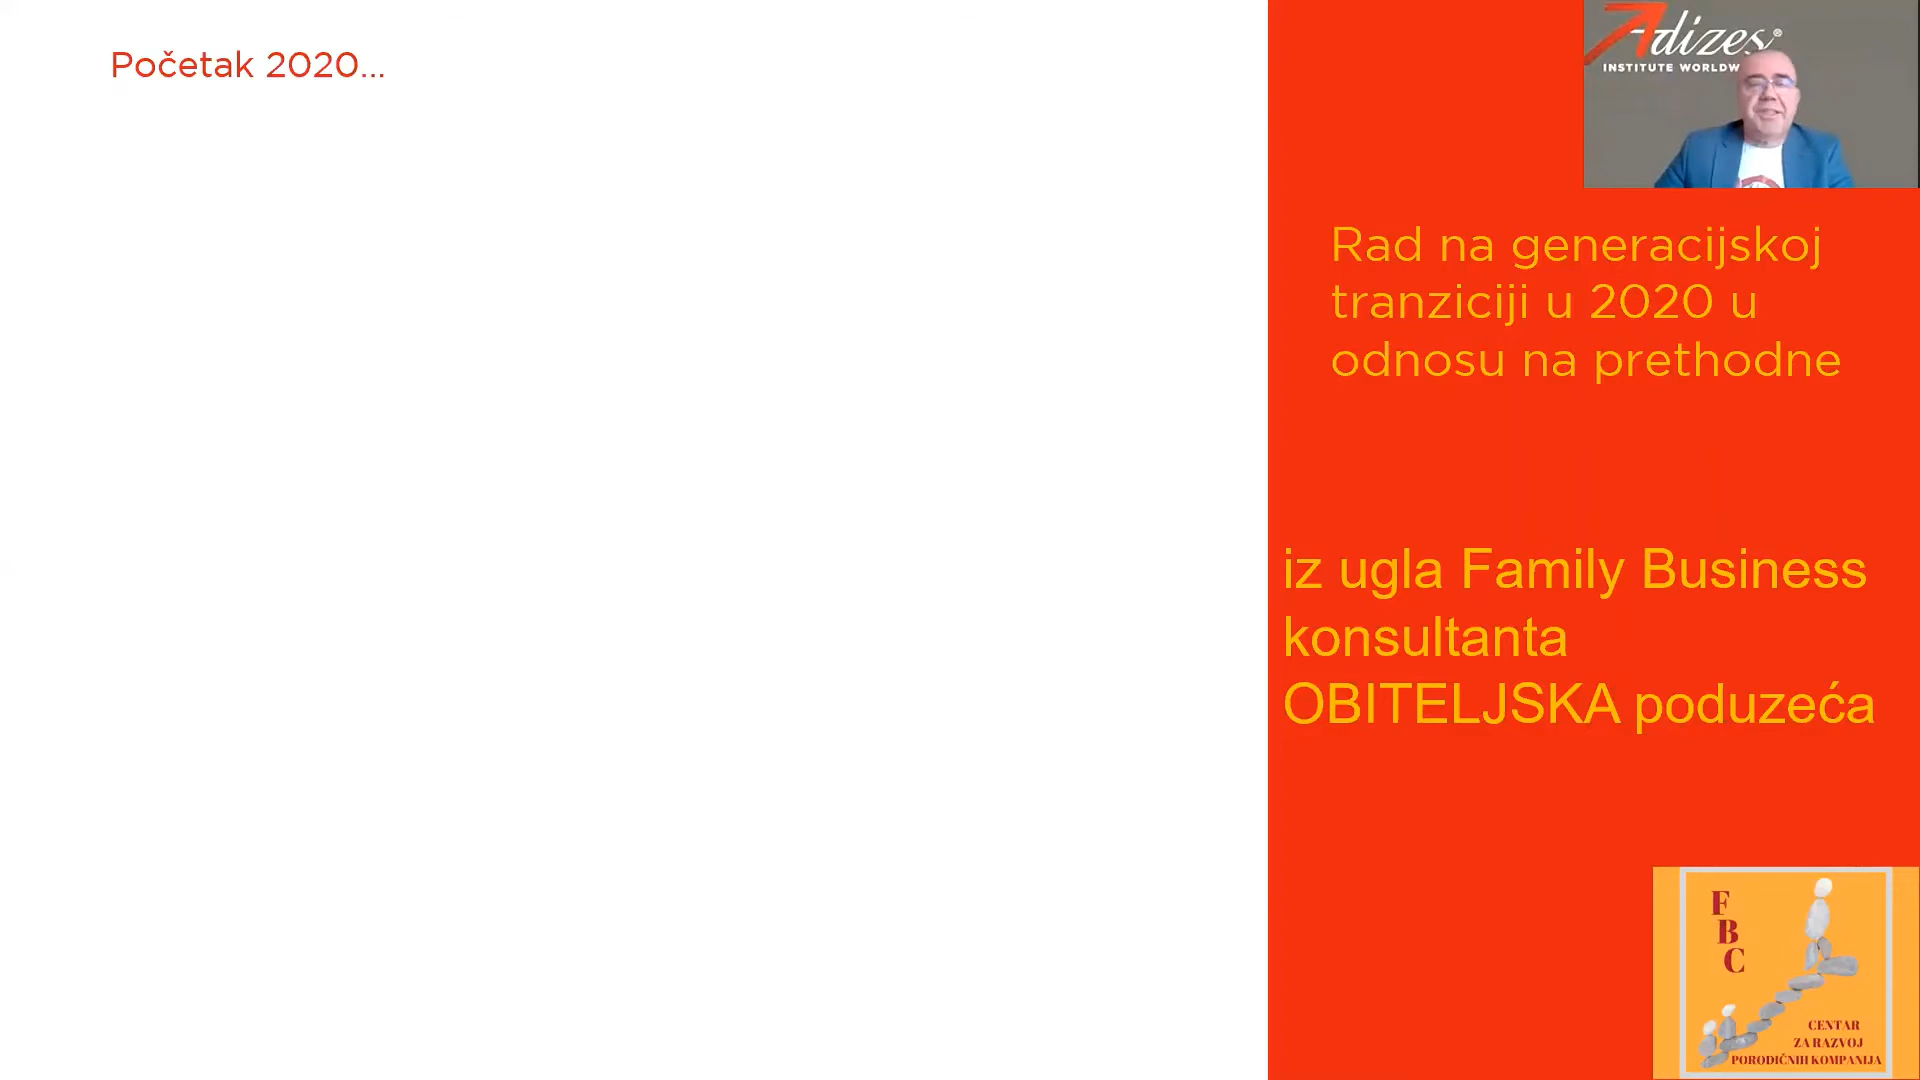 Početak 2020...
Adizes®
INSTITUTE WORLDW
Rad na generacijskoj
tranziciji u 2020 u
odnosu na prethodne
iz ugla Family Business
konsultanta
OBITELJSKA poduzeća
F
B
C
CENTAR
ZA RAZVOJ
PORODIČNIH KOMPANIJA